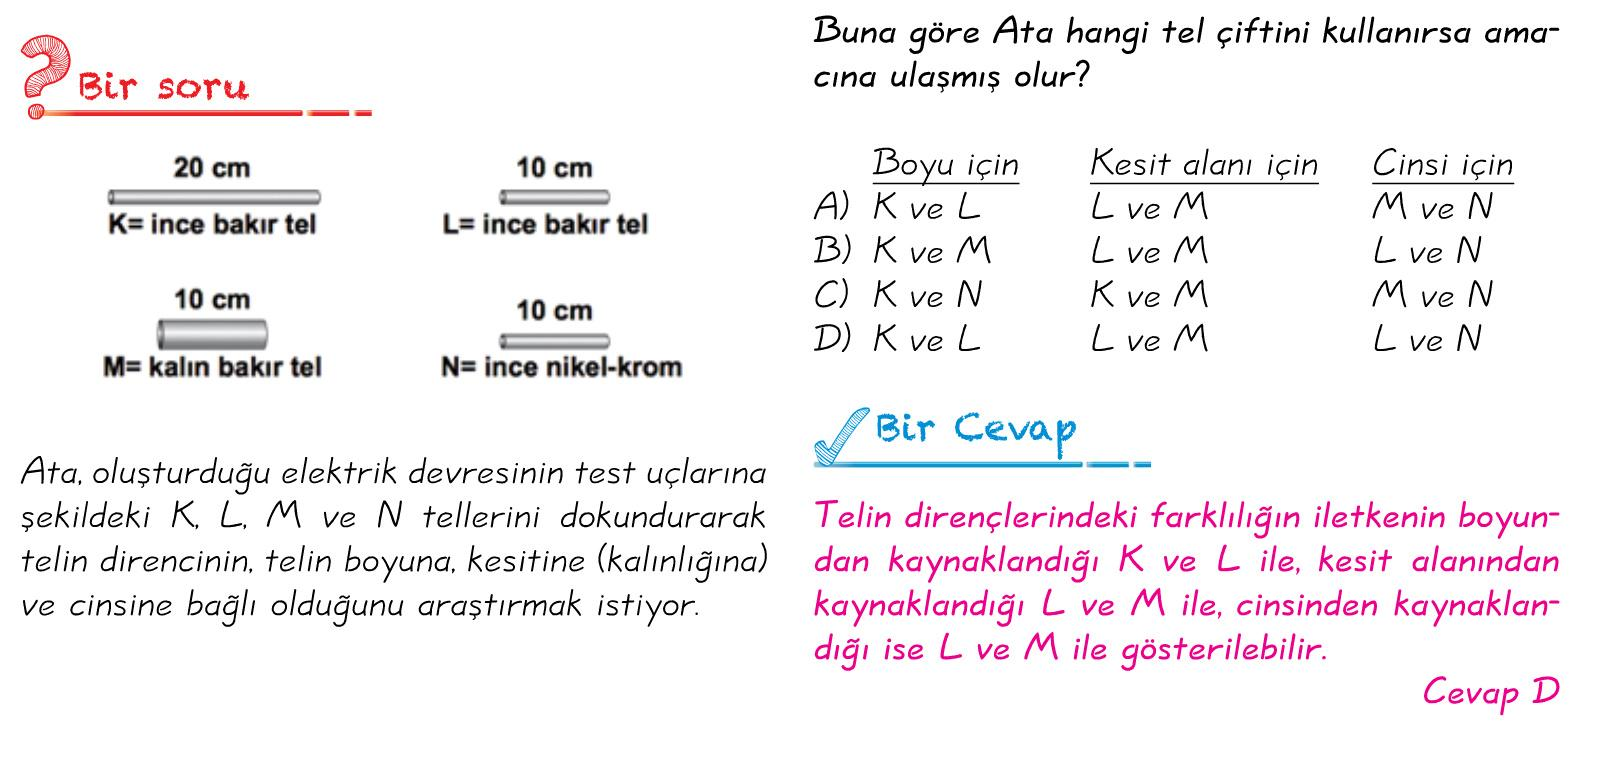 Bir soru
20 cm
K= ince bakır tel
10 cm
L= ince bakır tel
10 cm
M= kalın bakır tel
10 cm
N= ince nikel-krom
Ata, oluşturduğu elektrik devresinin test uçlarına
şekildeki K, L, M ve N tellerini dokundurarak
telin direncinin, telin boyuna, kesitine (kalınlığına)
ve cinsine bağlı olduğunu araştırmak istiyor.
Buna göre Ata hangi tel çiftini kullanırsa ama-
cına ulaşmış olur?
Boyu için Kesit alanı için Cinsi için
A) K ve L L ve M M ve N
B) K ve M L ve M L ve N
C) K ve N K ve M M ve N
D) K ve L L ve M L ve N
Bir Cevap
Telin dirençlerindeki farklılığın iletkenin boyun-
dan kaynaklandığı K ve L ile, kesit alanından
kaynaklandığı L ve M ile, cinsinden kaynaklan-
dığı ise L ve M ile gösterilebilir.
Cevap D